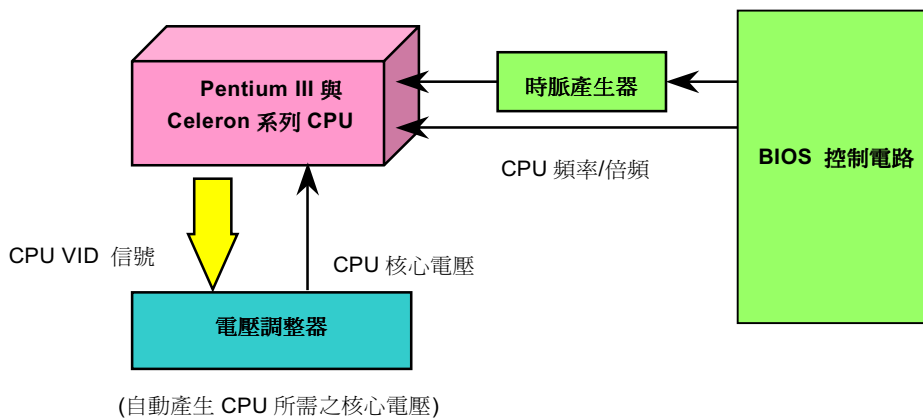 Pentium III 與
Celeron 系列 CPU
時脈產生器
BIOS 控制電路
CPU 頻率/倍頻
CPU VID 信號
CPU 核心電壓
電壓調整器
(自動產生 CPU 所需之核心電壓)